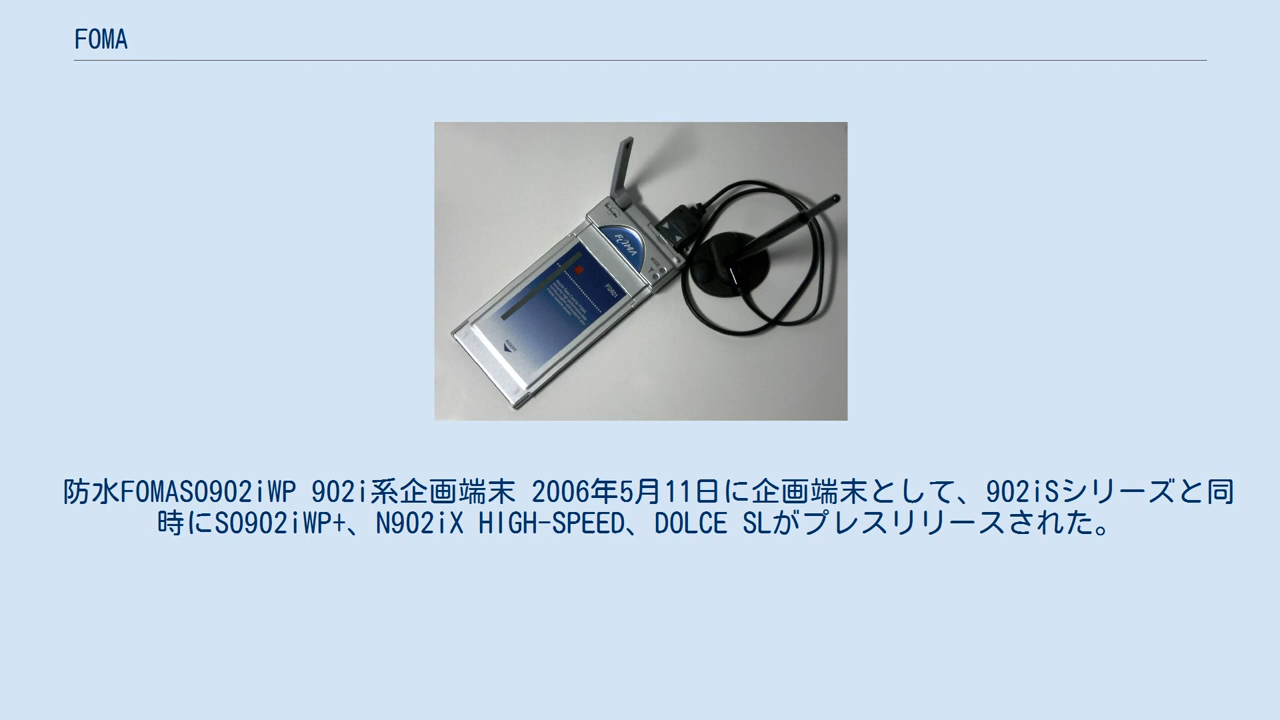 FOMA
FOMA
P2401
防水FOMASO902iWP 902i系企画端末 2006年5月11日に企画端末として、902iSシリーズと同
時にSO902iWP+、N902iX HIGH-SPEED、DOLCE SLがプレスリリースされた。